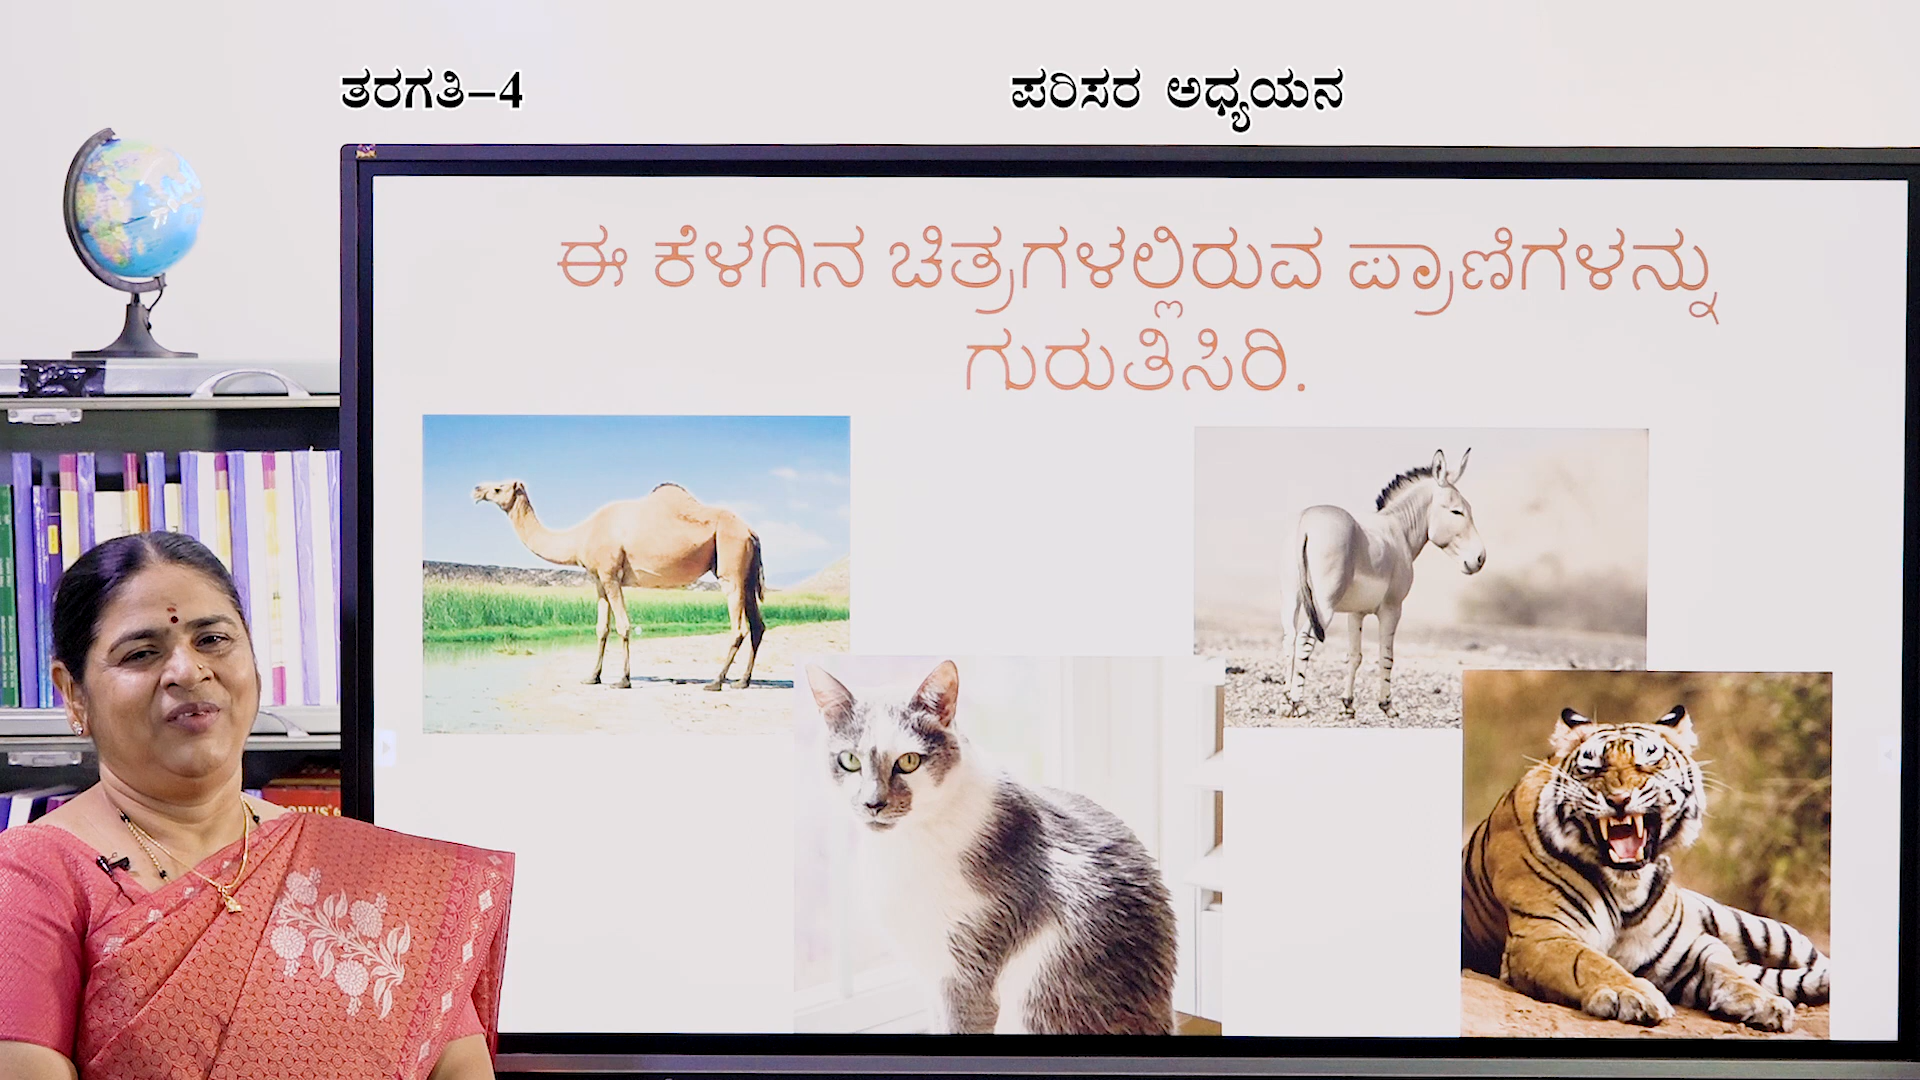 ತರಗತಿ–4
ಪರಿಸರ ಅಧ್ಯಯನ
ಈ ಕೆಳಗಿನ ಚಿತ್ರಗಳಲ್ಲಿರುವ ಪ್ರಾಣಿಗಳನ್ನು
ಗುರುತಿಸಿರಿ.